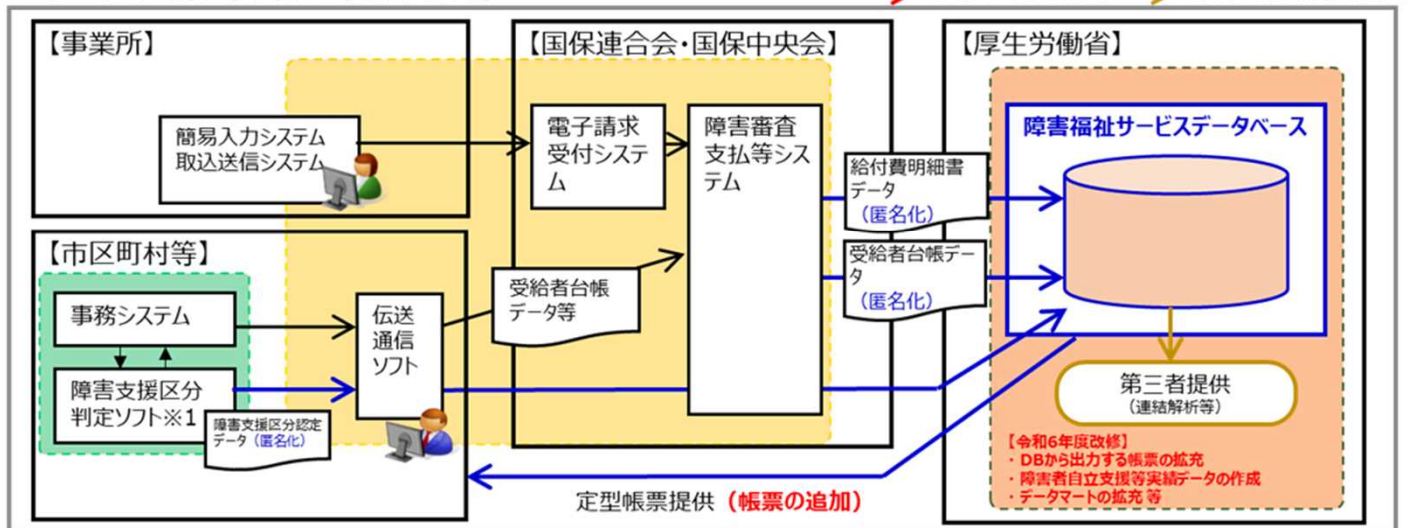 【事業所】
簡易入力システム
取込送信システム
【国保連合会・国保中央会】
電子請求
受付システ
ム
障害審査
支払等シス
テム
【厚生労働省】
障害福祉サービスデータベース
給付費明細書
データ
(匿名化)
受給者台帳デー
タ
(匿名化)
【市区町村等】
事務システム
障害支援区分
判定ソフト※1
障害支援区分認定
データ(匿名化)
伝送
通信
ソフト
受給者台帳
データ等
第三者提供
(連結解析等)
【令和6年度改修】
・DBから出力する帳票の拡充
・障害者自立支援等実績データの作成
・データマートの拡充 等
定型帳票提供(帳票の追加)